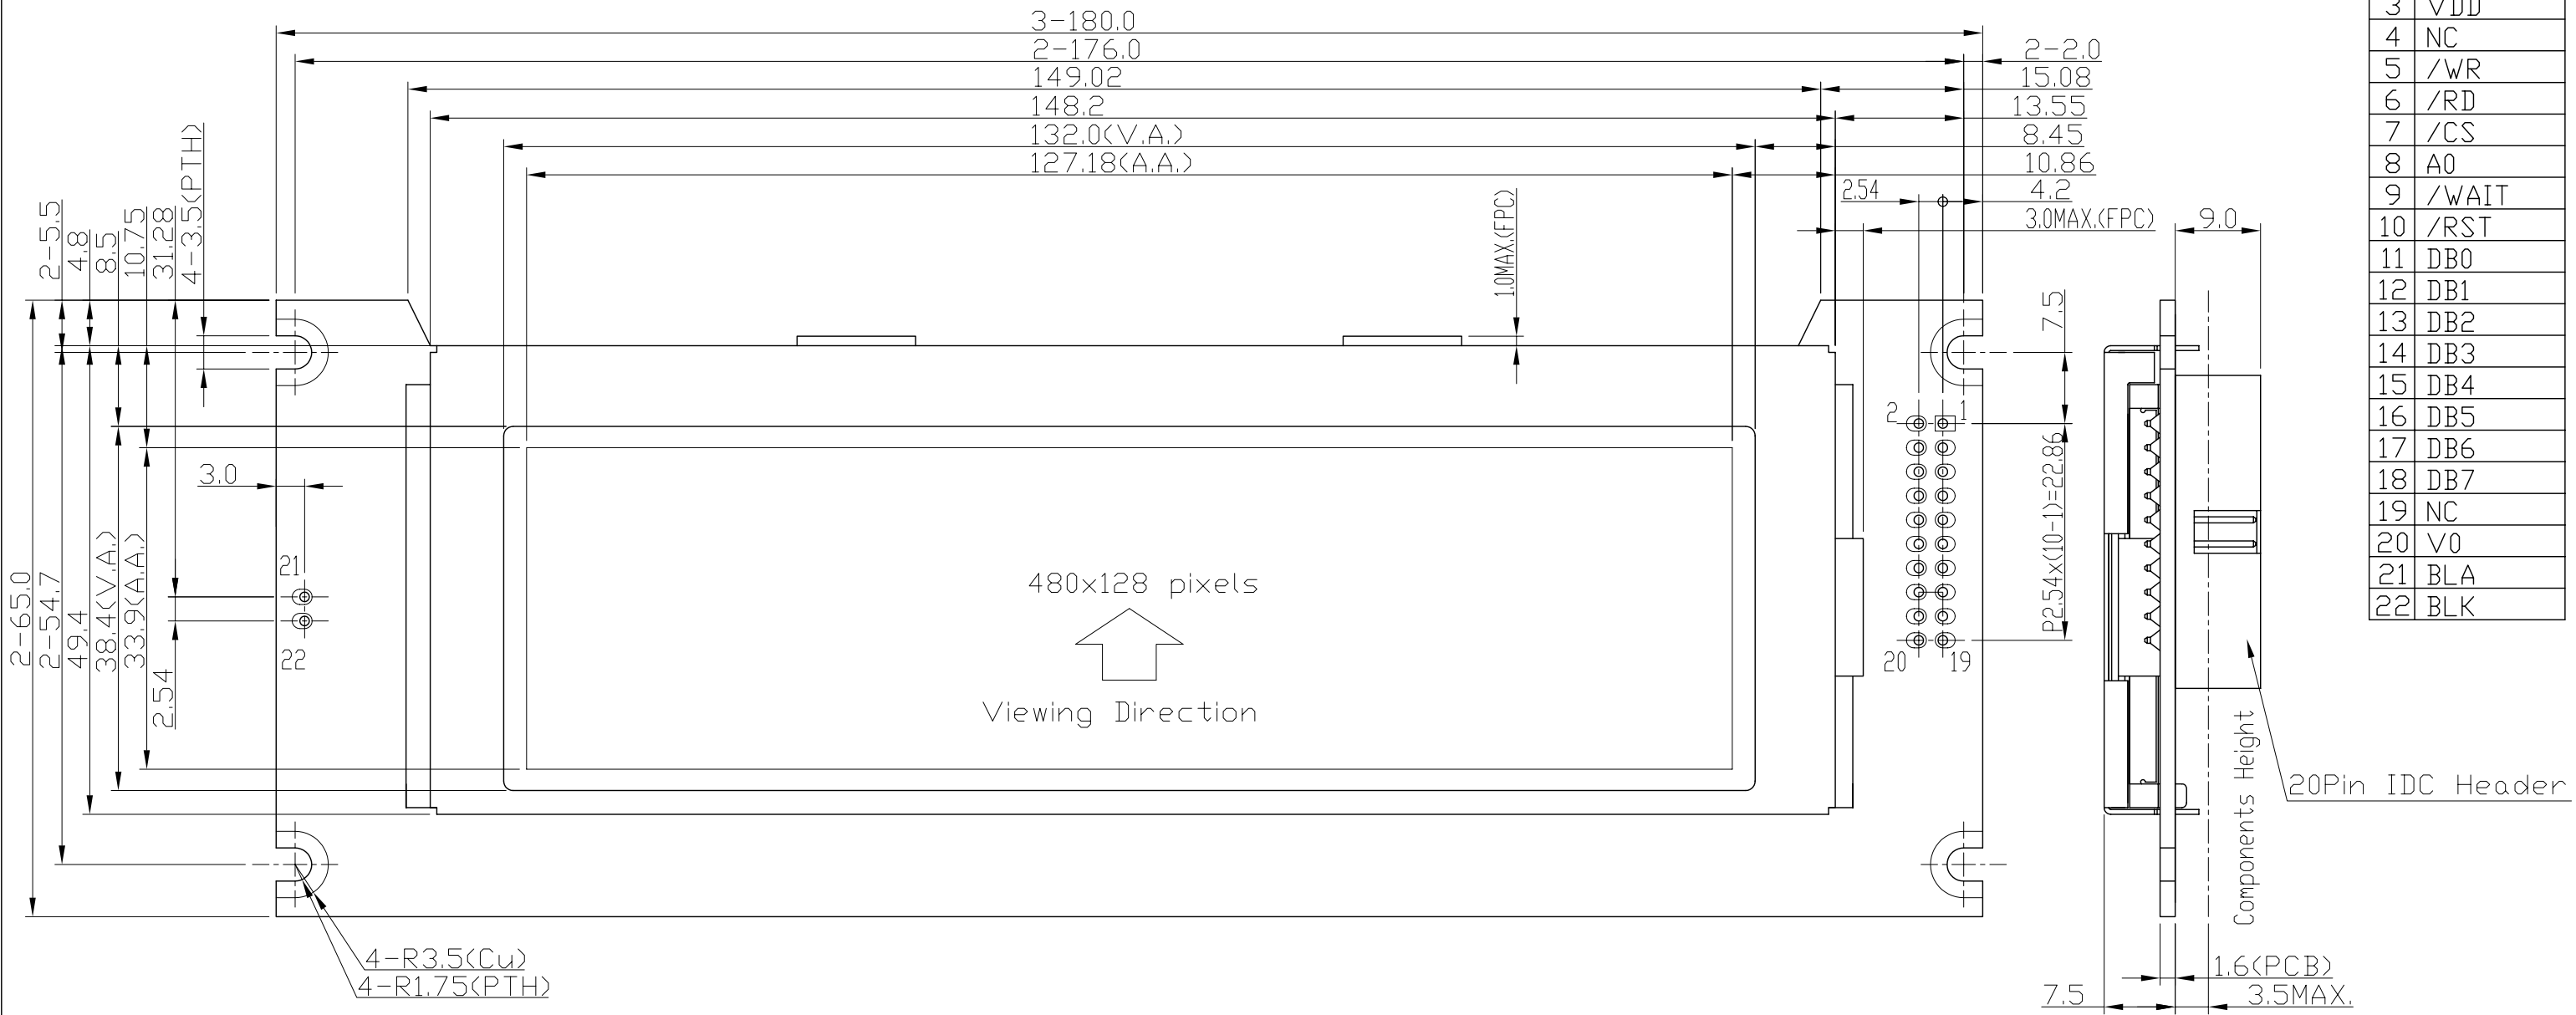 3-180.0
2-176.0
2-2.0
149.02
15.08
148.2
13.55
132.0(V.A.)
8.45
127.18(A.A.)
10.86
2.54
4.2
3.0MAX.(FPC)
9.0
1.0MAX.(FPC)
2-5.5
4.8
8.5
10.75
31.28
4-3.5(PTH)
7.5
2
1
P2.54x(10-1)=22.86
20
19
3.0
21
22
2-65.0
2-54.7
49.4
38.4(V.A.)
33.9(A.A.)
2.54
480x128 pixels
Viewing Direction
4-R3.5(Cu)
4-R1.75(PTH)
Components Height
20Pin IDC Header
1.6(PCB)
7.5
3.5MAX.
3 VDD
4 NC
5 /WR
6 /RD
7 /CS
8 A0
9 /WAIT
10 /RST
11 DB0
12 DB1
13 DB2
14 DB3
15 DB4
16 DB5
17 DB6
18 DB7
19 NC
20 V0
21 BLA
22 BLK